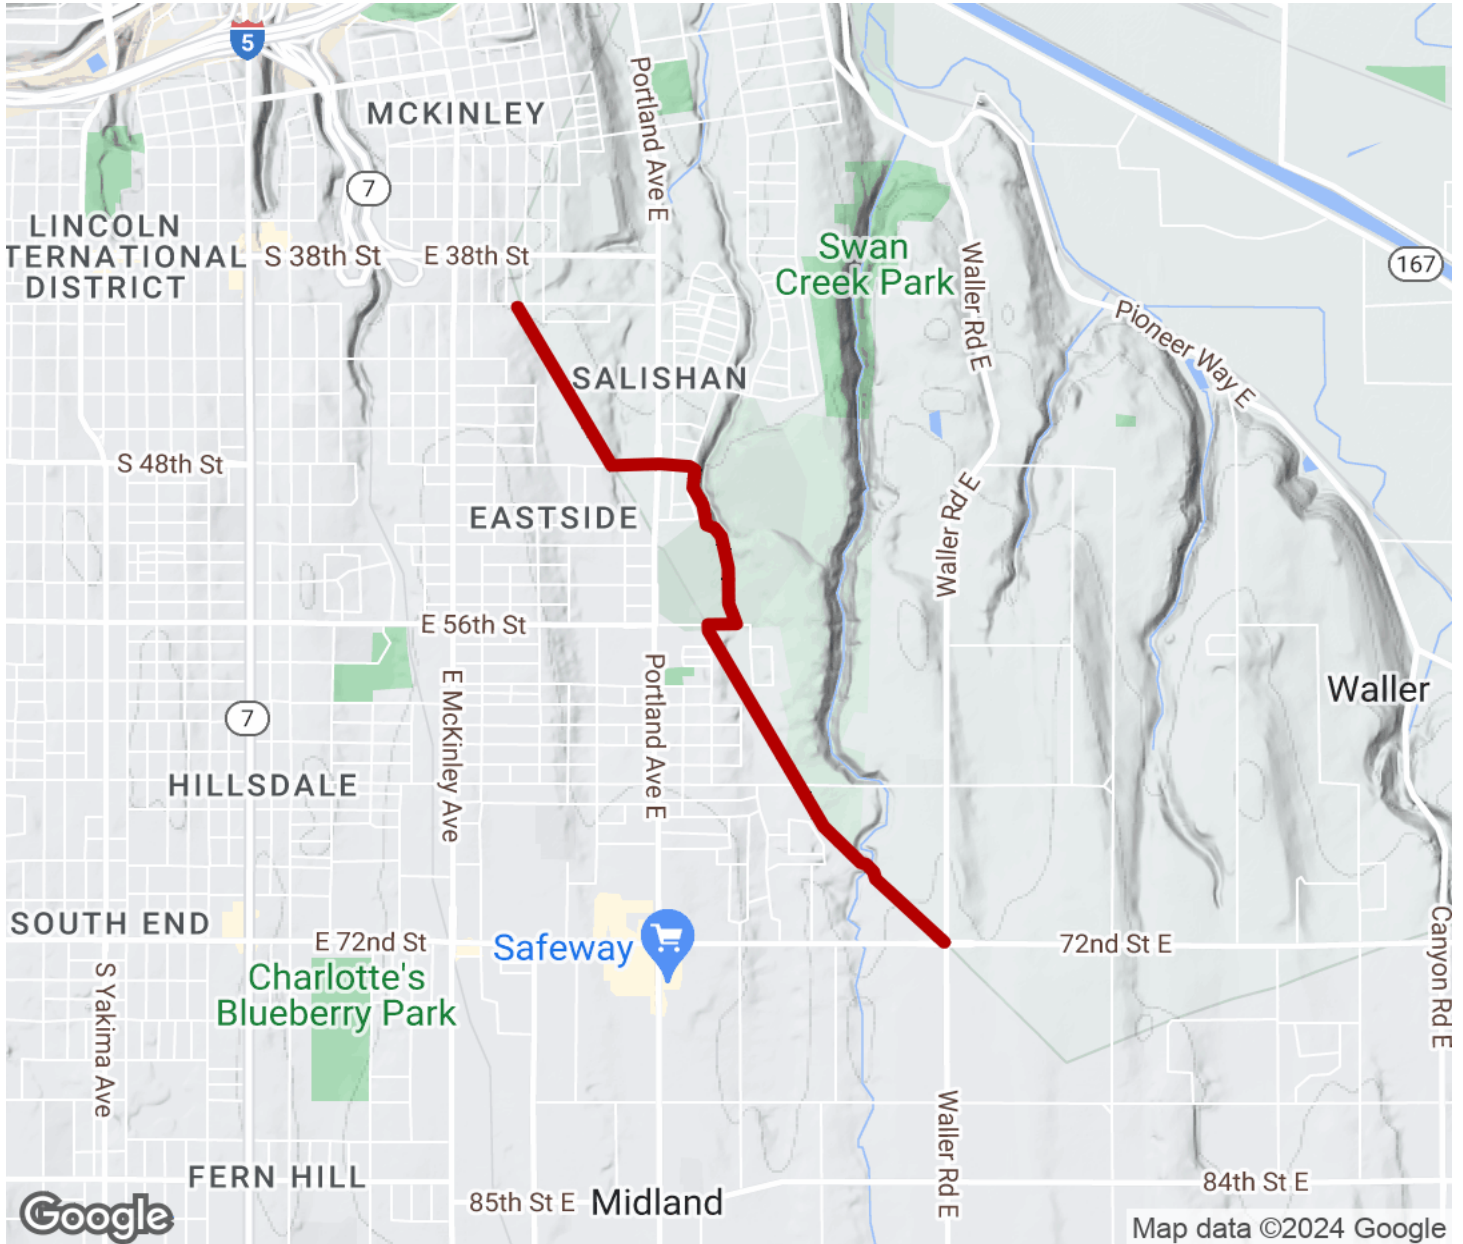 5
MCKINLEY
Portland Ave E
7
LINCOLN
TERNATIONAL
DISTRICT
S 38th St
E 38th St
Swan
Creek Park
Waller Rd E
167
Pioneer Way E
SALISHAN
S 48th St
EASTSIDE
Waller Rd E
E 56th St
E McKinley Ave
Portland Ave E
Waller
7
HILLSDALE
SOUTH END
E 72nd St
Safeway
72nd St E
Canyon Rd E
Charlotte's
Blueberry Park
S Yakima Ave
Waller Rd E
FERN HILL
85th St E
Midland
84th St E
Google
Map data ©2024 Google